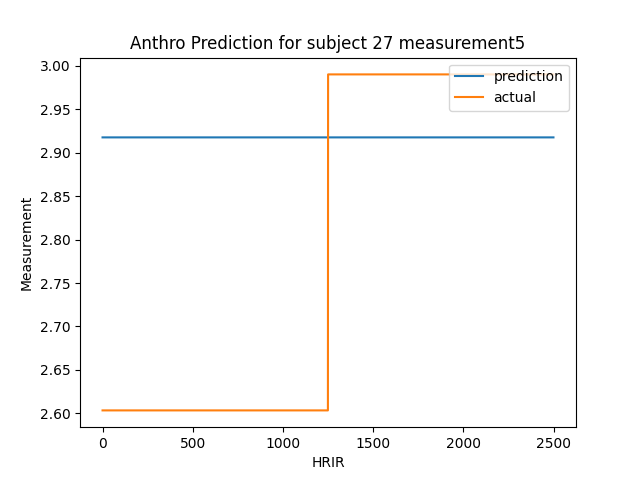 Anthro Prediction for subject 27 measurement5
3.00
2.95
2.90
2.85
2.80
2.75
2.70
2.65
2.60
Measurement
prediction
actual
0 500 1000 1500 2000 2500
HRIR